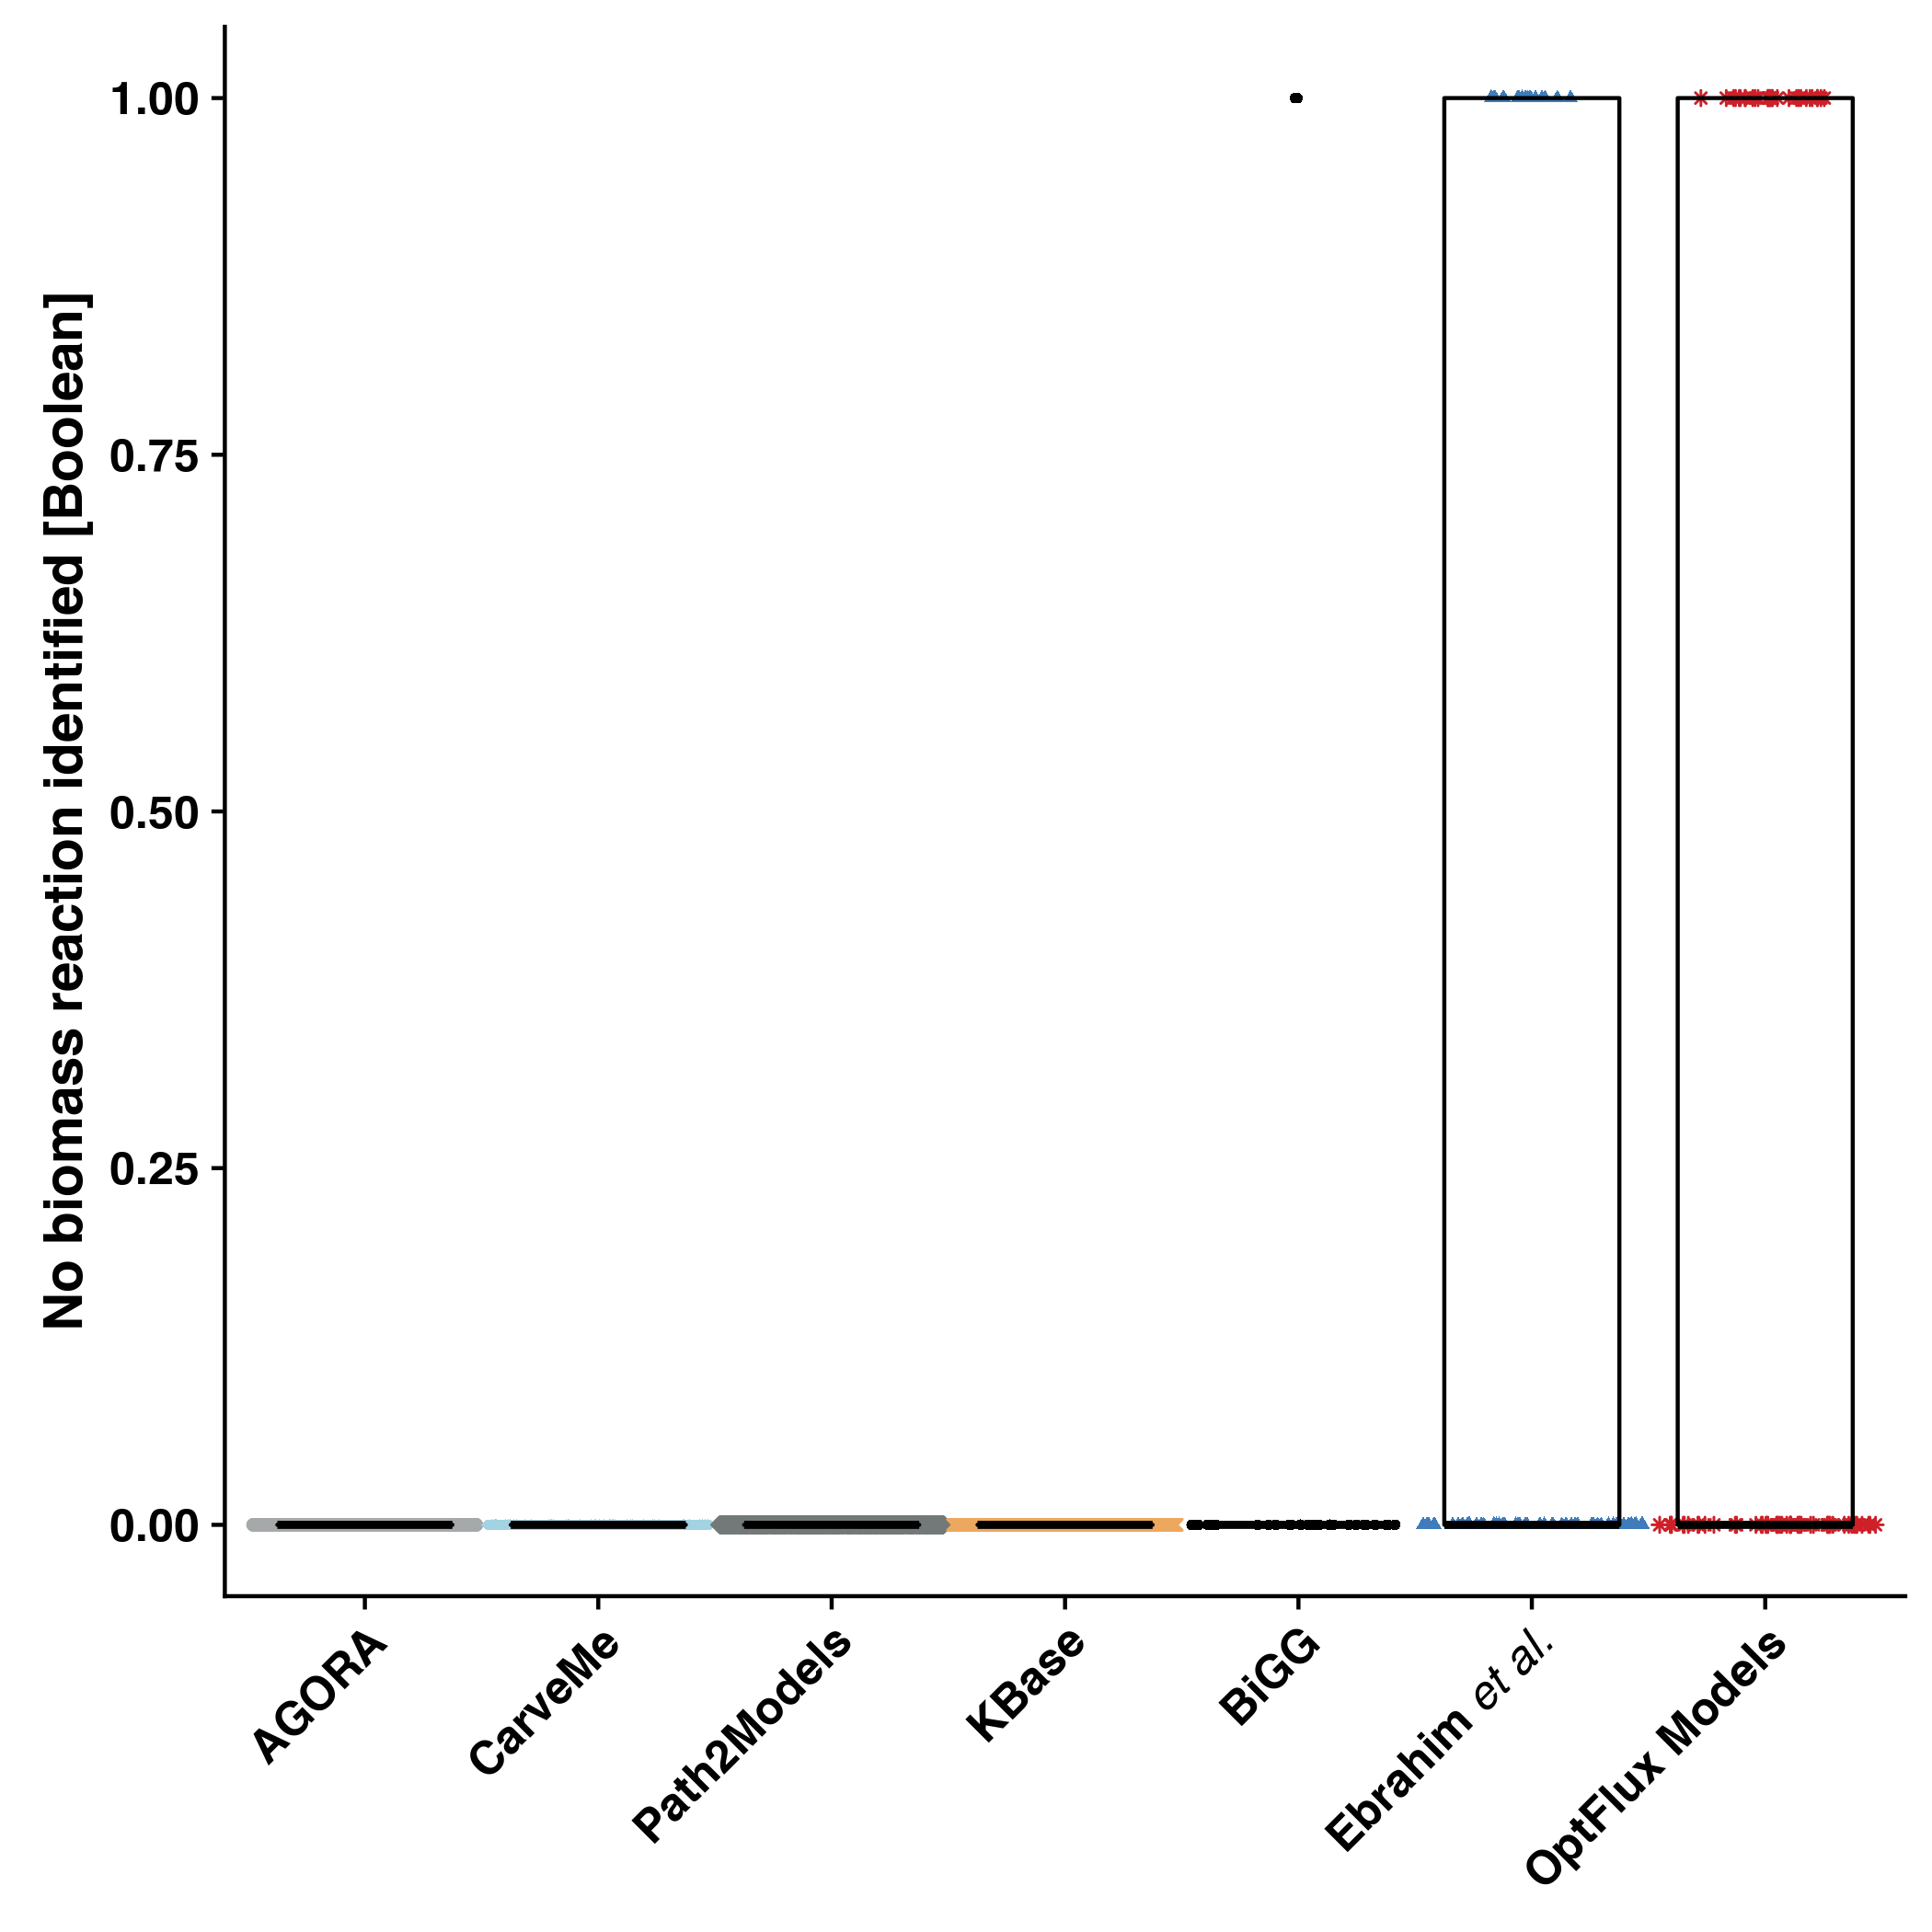 No biomass reaction identified [Boolean]
1.00
0.75
0.50
0.25
0.00
AGORA
CarveMe
Path2Models
KBase
BiGG
Ebrahim et al.
OptFlux Models